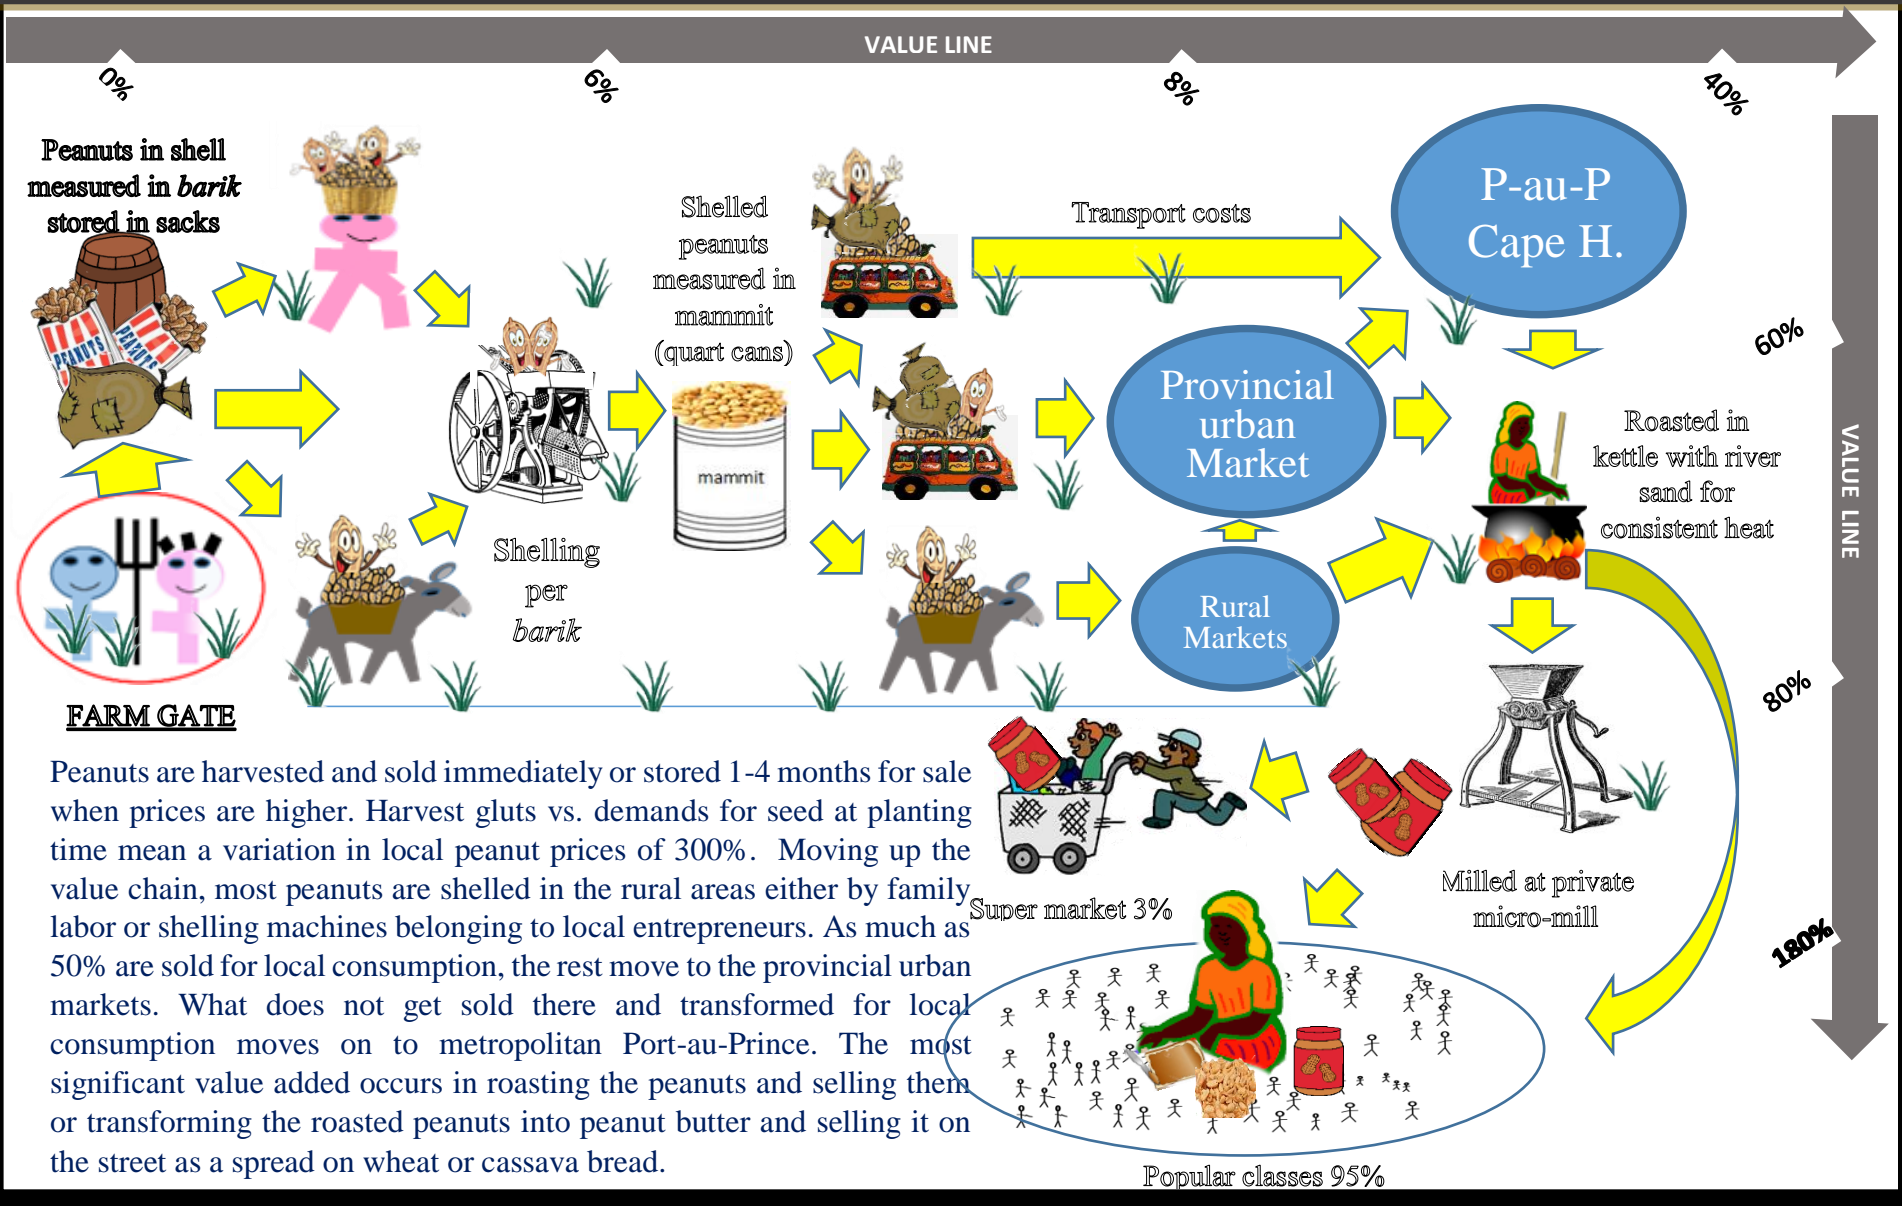 VALUE LINE
0%
6%
8%
40%
Peanuts in shell
measured in barik
stored in sacks
PEANUTS
PEANUTS
Shelled
peanuts
measured in
mammit
(quart cans)
mammit
Shelling
per
barik
Transport costs
P-au-P
Cape H.
Provincial
urban
Market
Rural
Markets
60%
Roasted in
kettle with river
sand for
consistent heat
VALUE LINE
80%
180%
FARM GATE
Peanuts are harvested and sold immediately or stored 1-4 months for sale
when prices are higher. Harvest gluts vs. demands for seed at planting
time mean a variation in local peanut prices of 300%.  Moving up the
value chain, most peanuts are shelled in the rural areas either by family
labor or shelling machines belonging to local entrepreneurs. As much as
50% are sold for local consumption, the rest move to the provincial urban
markets. What does not get sold there and transformed for local
consumption moves on to metropolitan Port-au-Prince. The most
significant value added occurs in roasting the peanuts and selling them
or transforming the roasted peanuts into peanut butter and selling it on
the street as a spread on wheat or cassava bread.
Super market 3%
Milled at private
micro-mill
Popular classes 95%